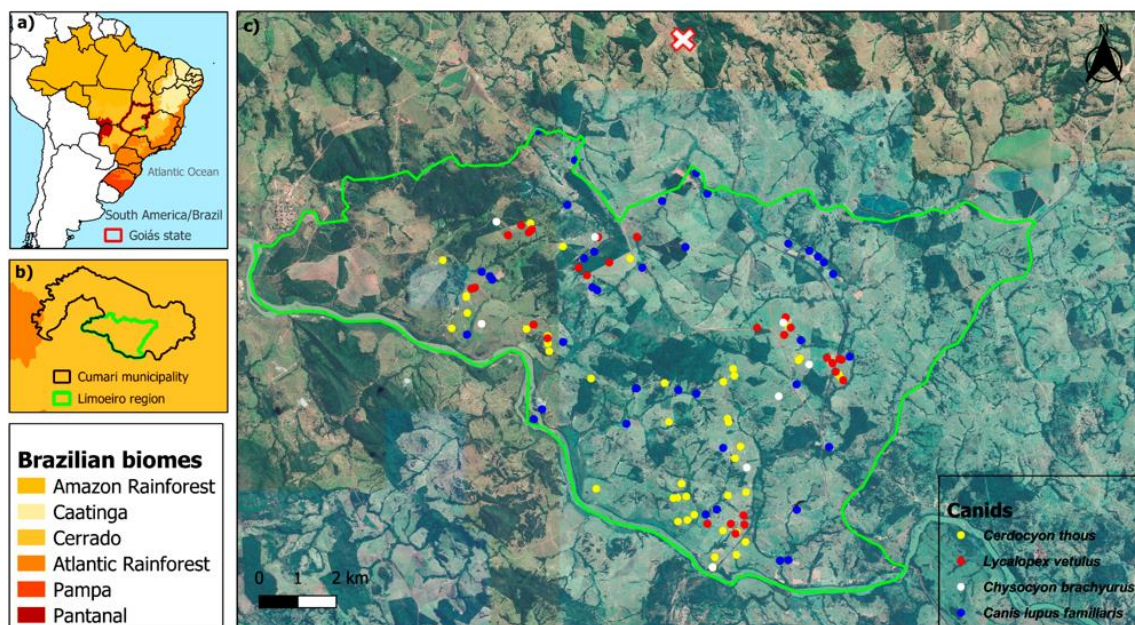 a)
Atlantic Ocean
South America/Brazil
Goiás state
b)
Cumari municipality
Limoeiro region
Brazilian biomes
Amazon Rainforest
Caatinga
Cerrado
Atlantic Rainforest
Pampa
Pantanal
c)
N
0 1 2 km
Canids
Cerdocyon thous
Lycalopex vetulus
Chysocyon brachyurus
Canis lupus familiaris